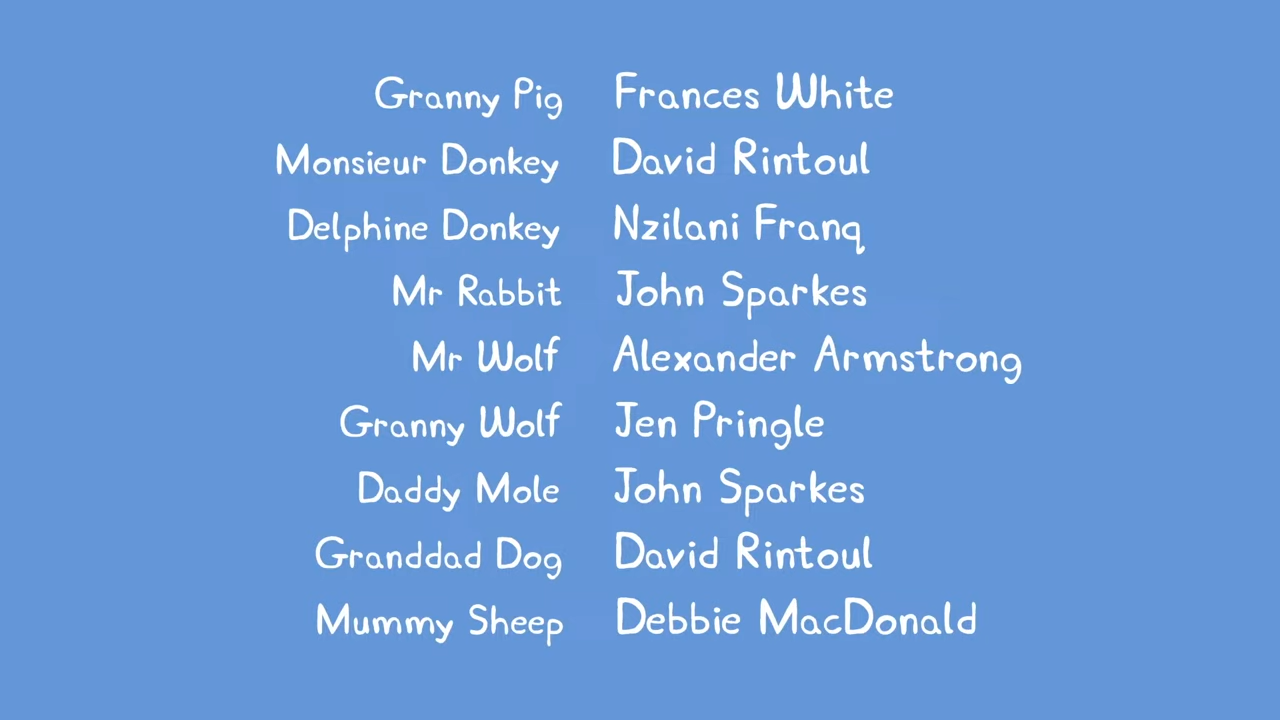 Granny Pig Frances White
Monsieur Donkey David Rintoul
Delphine Donkey Nzilani Franq
Mr Rabbit John Sparkes
Mr Wolf Alexander Armstrong
Granny Wolf Jen Pringle
Daddy Mole John Sparkes
Granddad Dog David Rintoul
Mummy Sheep Debbie MacDonald